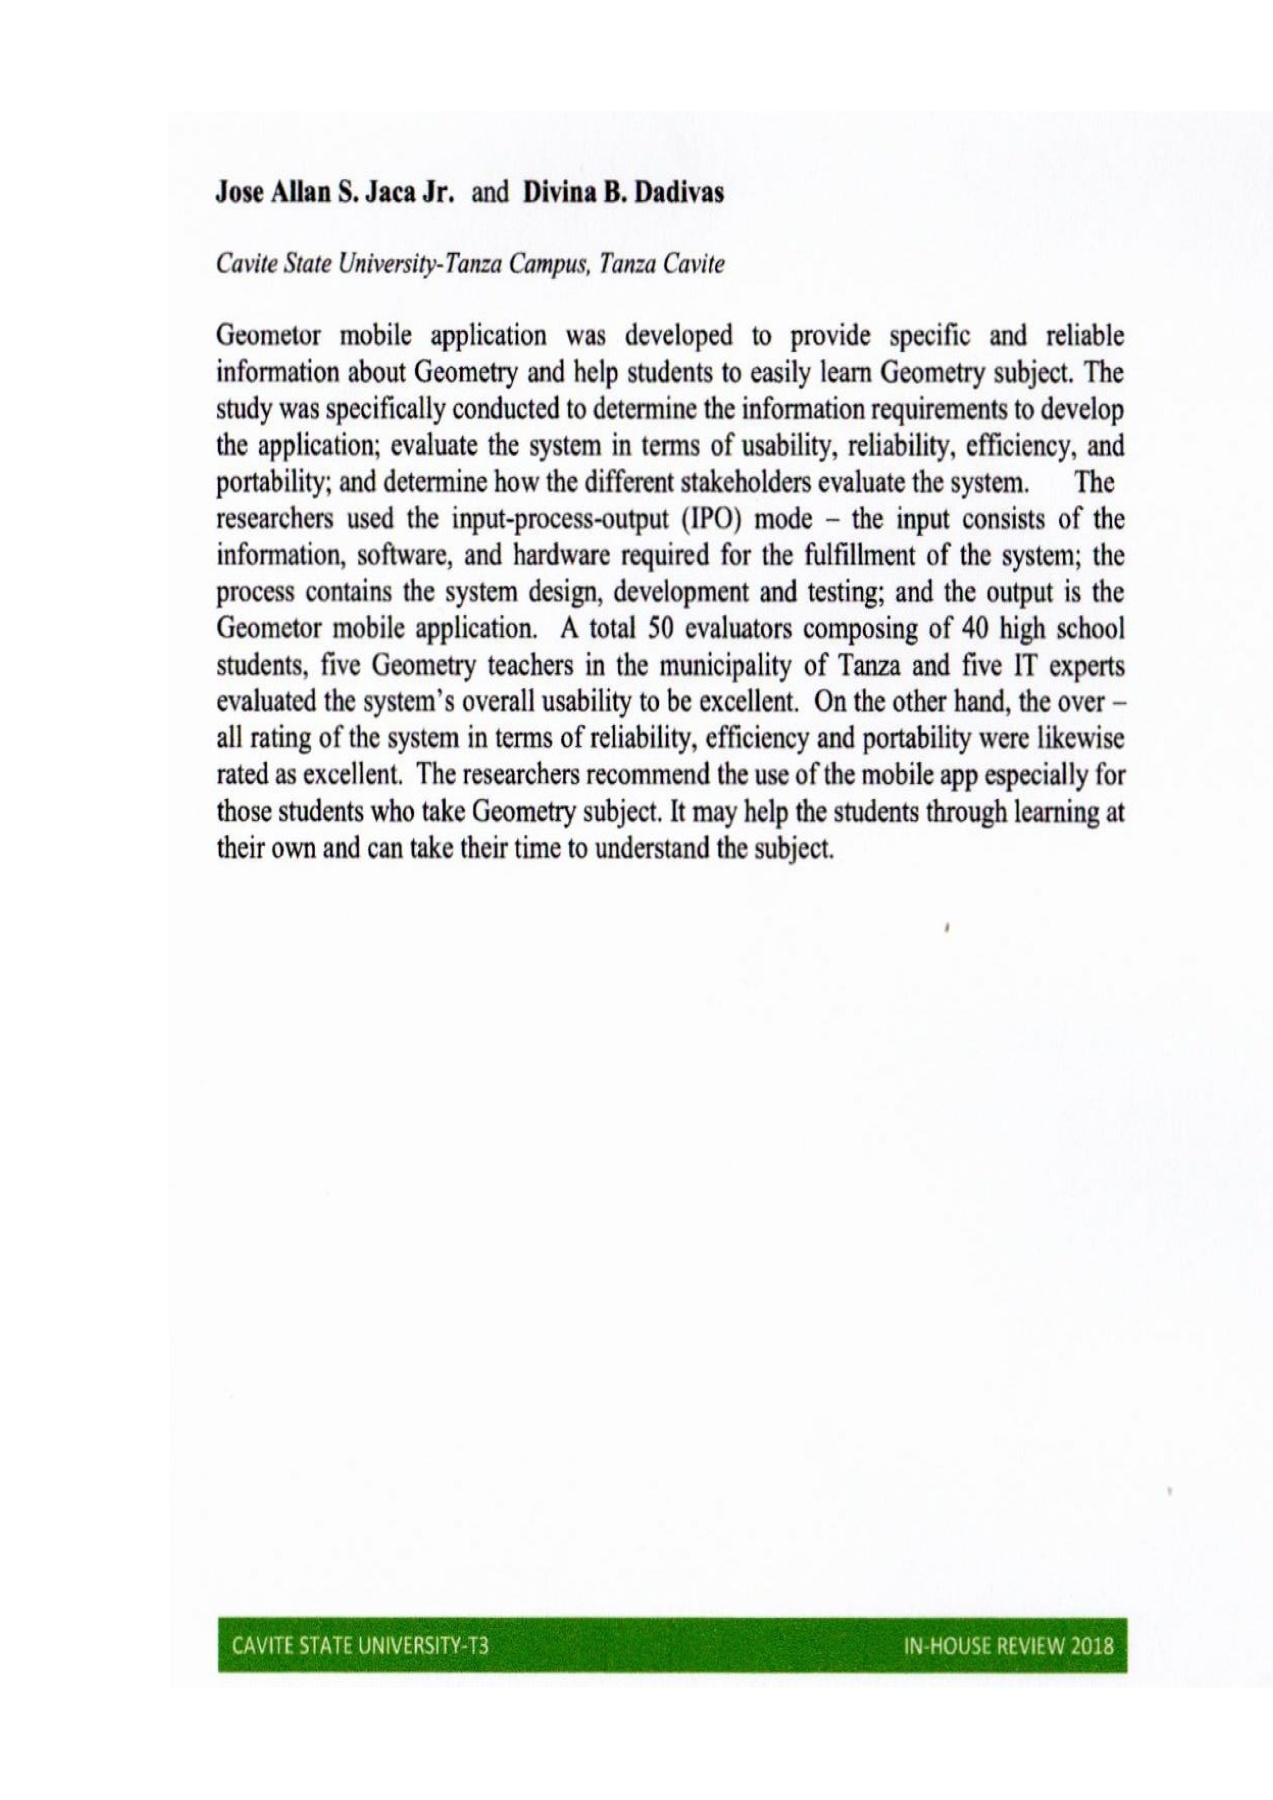 Jose Allan S. Jaca Jr. and Divina B. Dadivas
Cavite State University-Tanza Campus, Tanza Cavite
Geometor mobile application was developed to provide specific and reliable
information about Geometry and help students to easily learn Geometry subject. The
study was specifically conducted to determine the information requirements to develop
the application; evaluate the system in terms of usability, reliability, efficiency, and
portability; and determine how the different stakeholders evaluate the system. The
researchers used the input-process-output (IPO) mode – the input consists of the
information, software, and hardware required for the fulfillment of the system; the
process contains the system design, development and testing; and the output is the
Geometor mobile application. A total 50 evaluators composing of 40 high school
students, five Geometry teachers in the municipality of Tanza and five IT experts
evaluated the system's overall usability to be excellent. On the other hand, the over –
all rating of the system in terms of reliability, efficiency and portability were likewise
rated as excellent. The researchers recommend the use of the mobile app especially for
those students who take Geometry subject. It may help the students through learning at
their own and can take their time to understand the subject.
CAVITE STATE UNIVERSITY-T3 IN-HOUSE REVIEW 2018